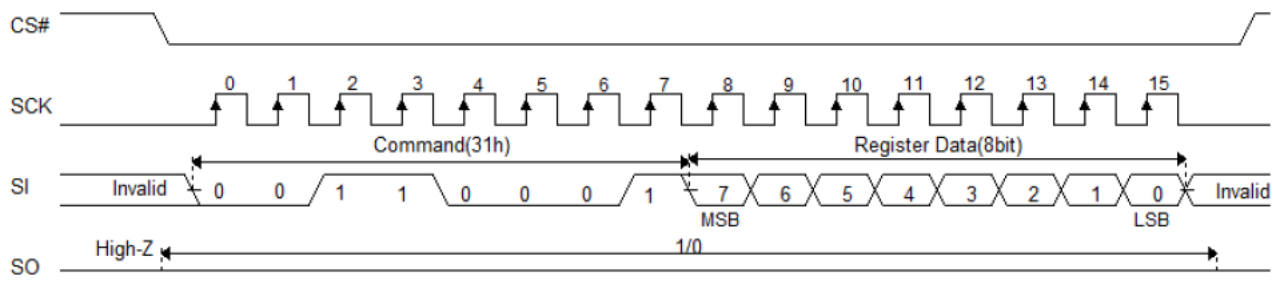 CS#
0 1 2 3 4 5 6 7 8 9 10 11 12 13 14 15
SCK
Command(31h) Register Data(8bit)
SI Invalid 0 0 1 1 0 0 0 1 7 6 5 4 3 2 1 0 Invalid
MSB LSB
High-Z 1/0
SO